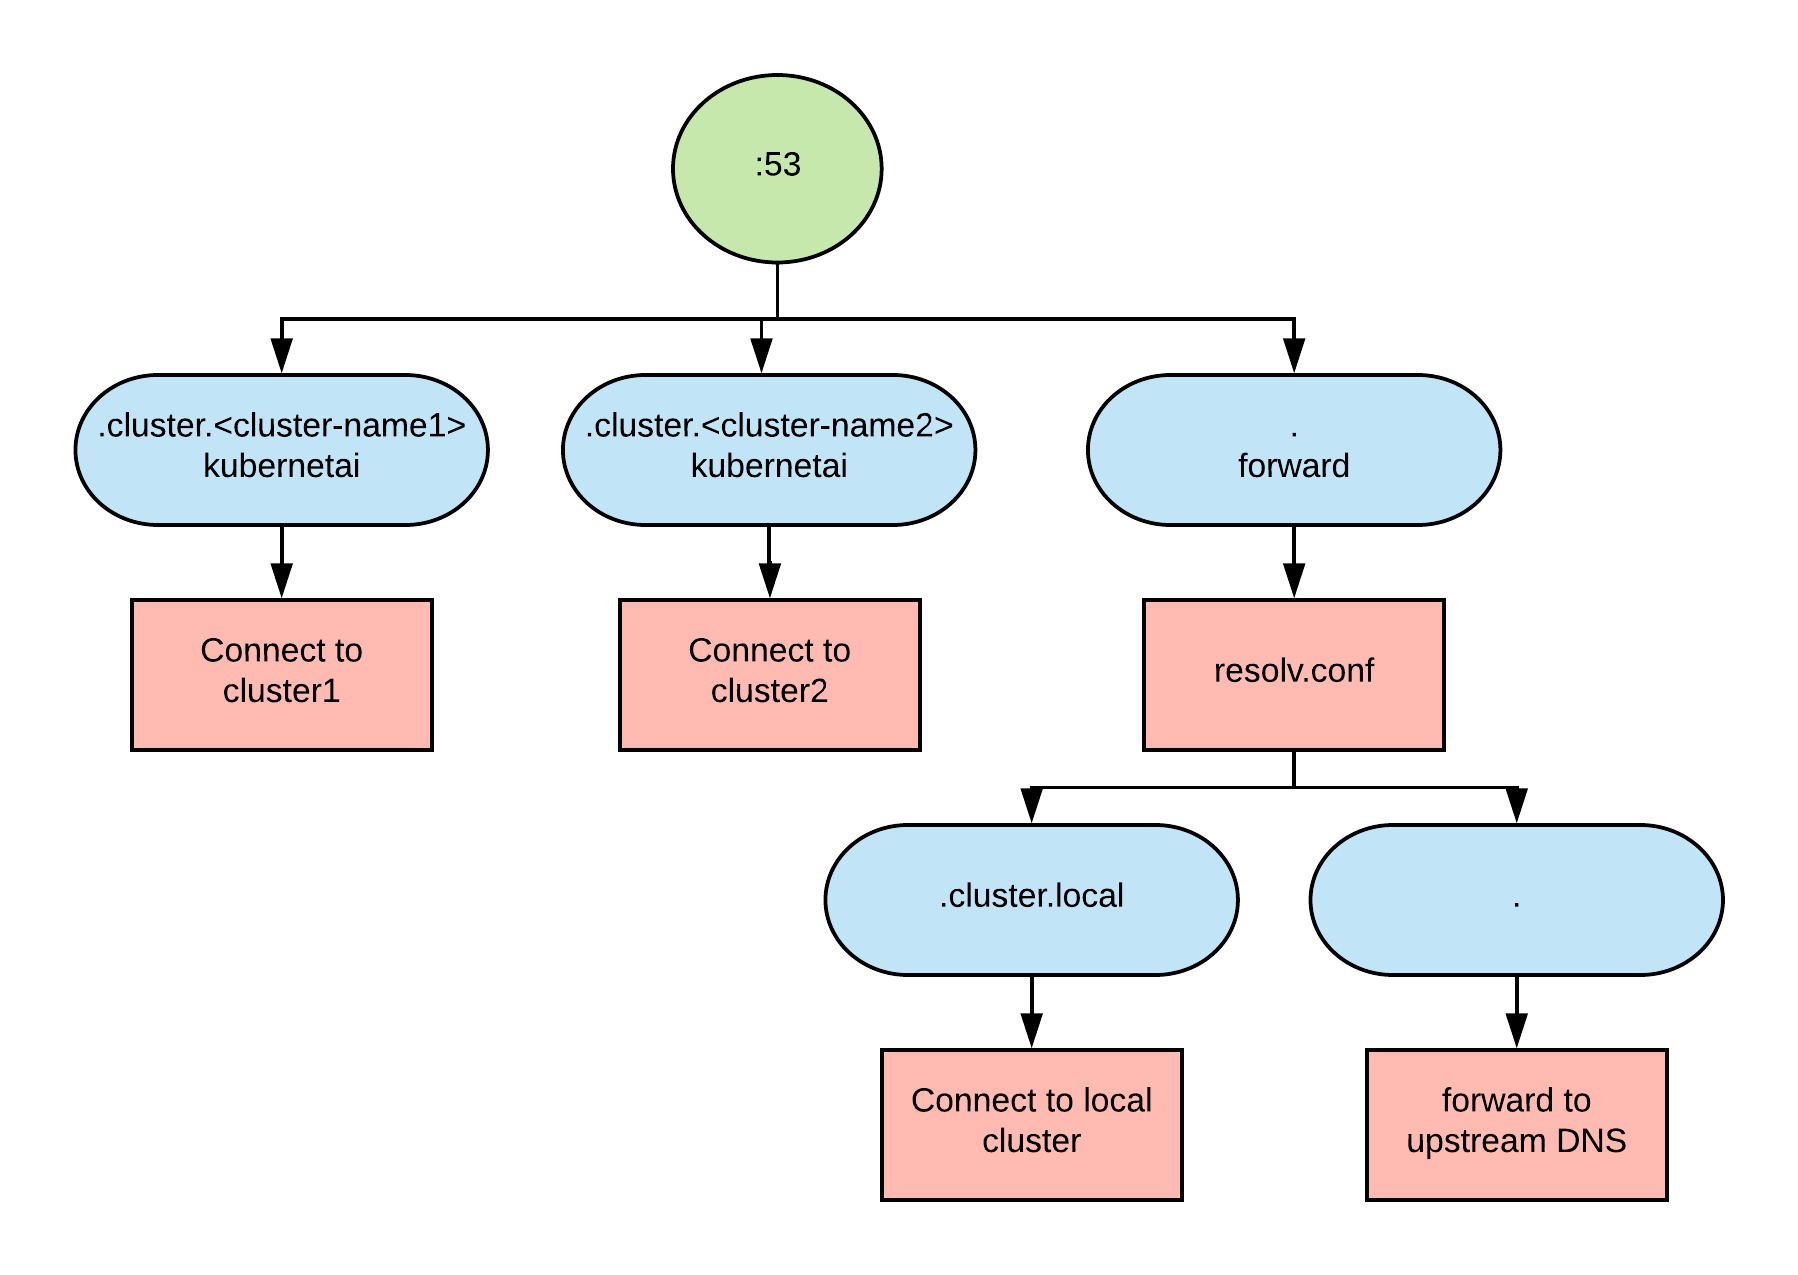 :53
.cluster.<cluster-name1>
kubernetai
.cluster.<cluster-name2>
kubernetai
.
forward
Connect to
cluster1
Connect to
cluster2
resolv.conf
.cluster.local
.
Connect to local
cluster
forward to
upstream DNS